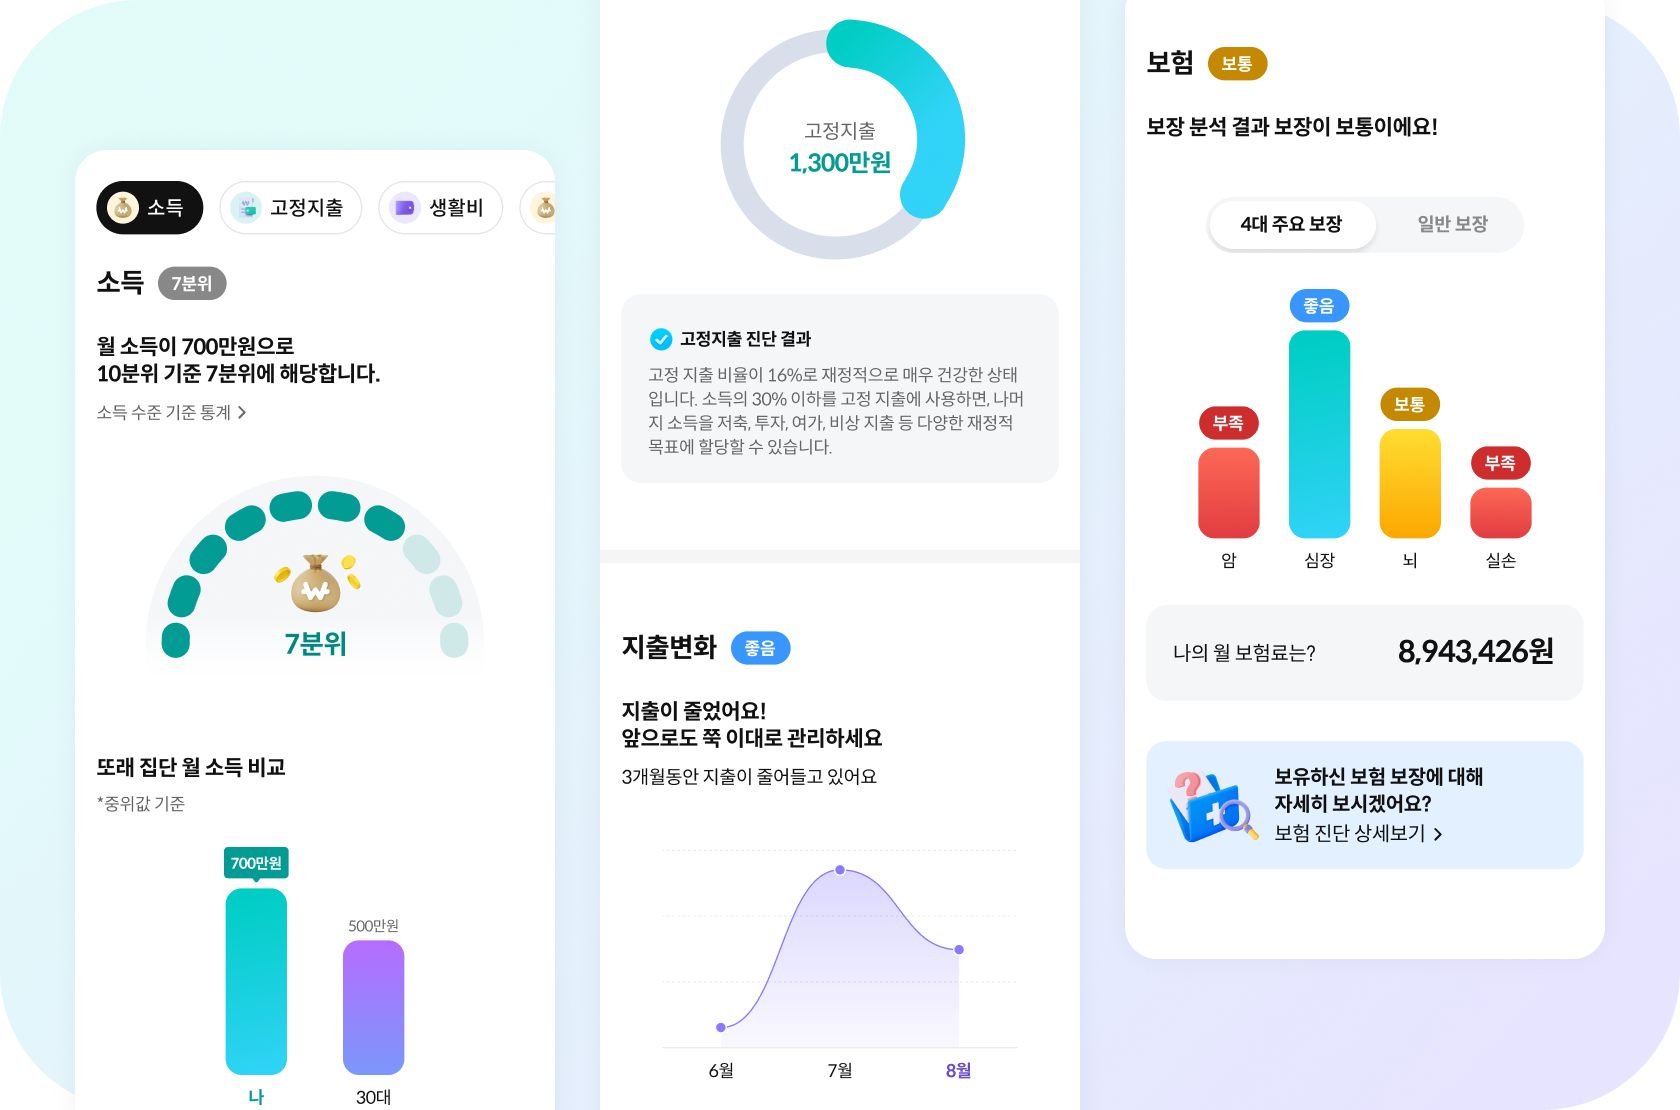 소득
고정지출
생활비
소득 7분위
월 소득이 700만원으로
10분위 기준 7분위에 해당합니다.
소득 수준 기준 통계
7분위
또래 집단 월 소득 비교
*중위값 기준
700만원
500만원
나
30대
고정지출
1,300만원
고정지출 진단 결과
고정 지출 비율이 16%로 재정적으로 매우 건강한 상태
입니다. 소득의 30% 이하를 고정 지출에 사용하면, 나머
지 소득을 저축, 투자, 여가, 비상 지출 등 다양한 재정적
목표에 할당할 수 있습니다.
지출변화 좋음
지출이 줄었어요!
앞으로도 쭉 이대로 관리하세요
3개월동안 지출이 줄어들고 있어요
6월
7월
8월
보험 보통
보장 분석 결과 보장이 보통이에요!
4대 주요 보장
일반 보장
부족
좋음
보통
부족
암
심장
뇌
실손
나의 월 보험료는?
8,943,426원
보유하신 보험 보장에 대해
자세히 보시겠어요?
보험 진단 상세보기